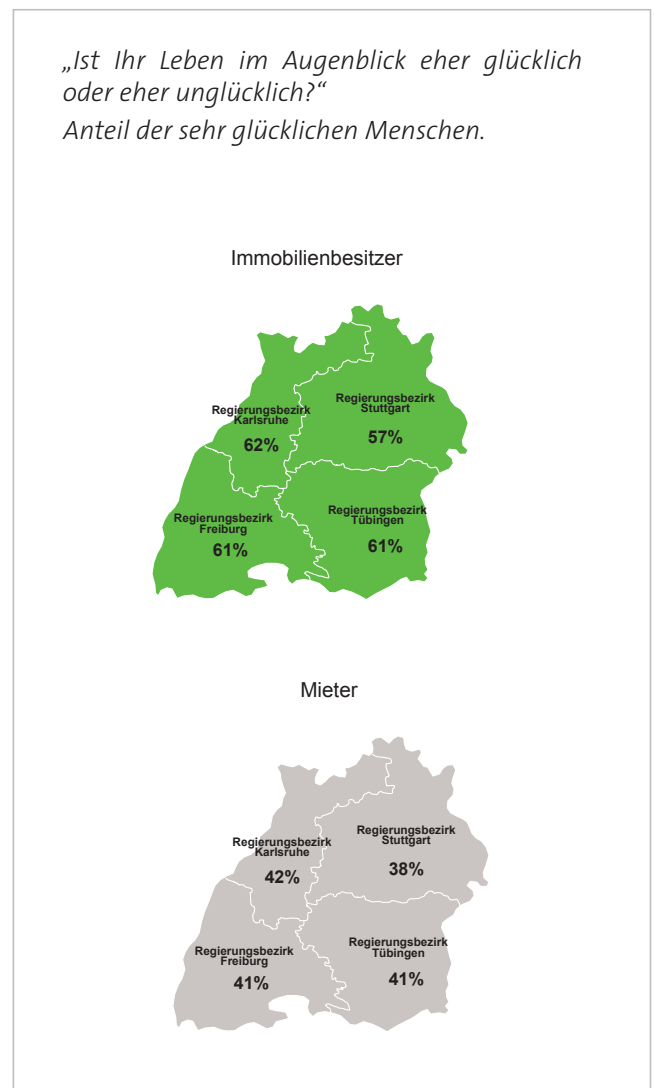 „Ist Ihr Leben im Augenblick eher glücklich
oder eher unglücklich?“
Anteil der sehr glücklichen Menschen.
Immobilienbesitzer
Regierungsbezirk
Karlsruhe
62%
Regierungsbezirk
Stuttgart
57%
Regierungsbezirk
Freiburg
61%
Regierungsbezirk
Tübingen
61%
Mieter
Regierungsbezirk
Karlsruhe
42%
Regierungsbezirk
Stuttgart
38%
Regierungsbezirk
Freiburg
41%
Regierungsbezirk
Tübingen
41%